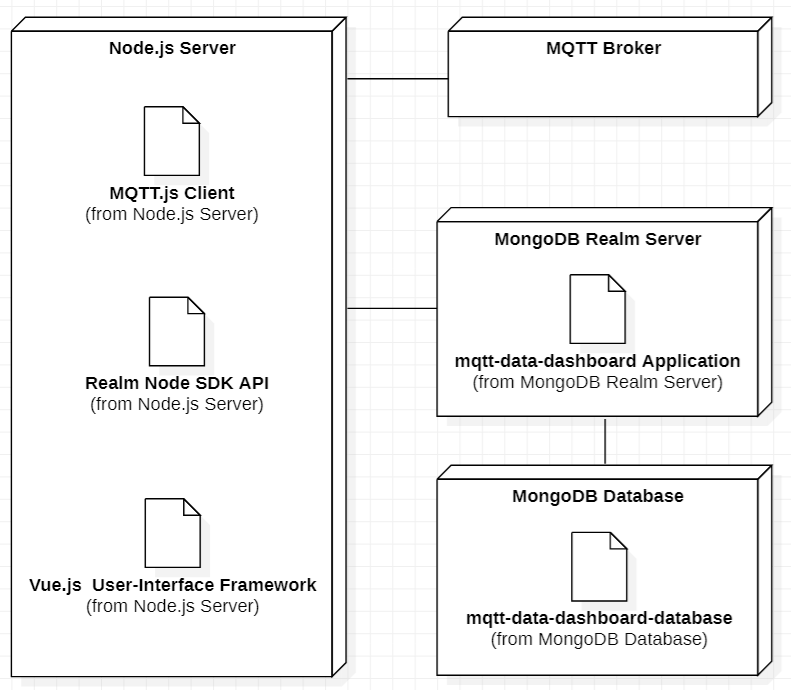 Node.js Server
MQTT.js Client
(from Node.js Server)
Realm Node SDK API
(from Node.js Server)
Vue.js  User-Interface Framework
(from Node.js Server)
MQTT Broker
MongoDB Realm Server
mqtt-data-dashboard Application
(from MongoDB Realm Server)
MongoDB Database
mqtt-data-dashboard-database
(from MongoDB Database)